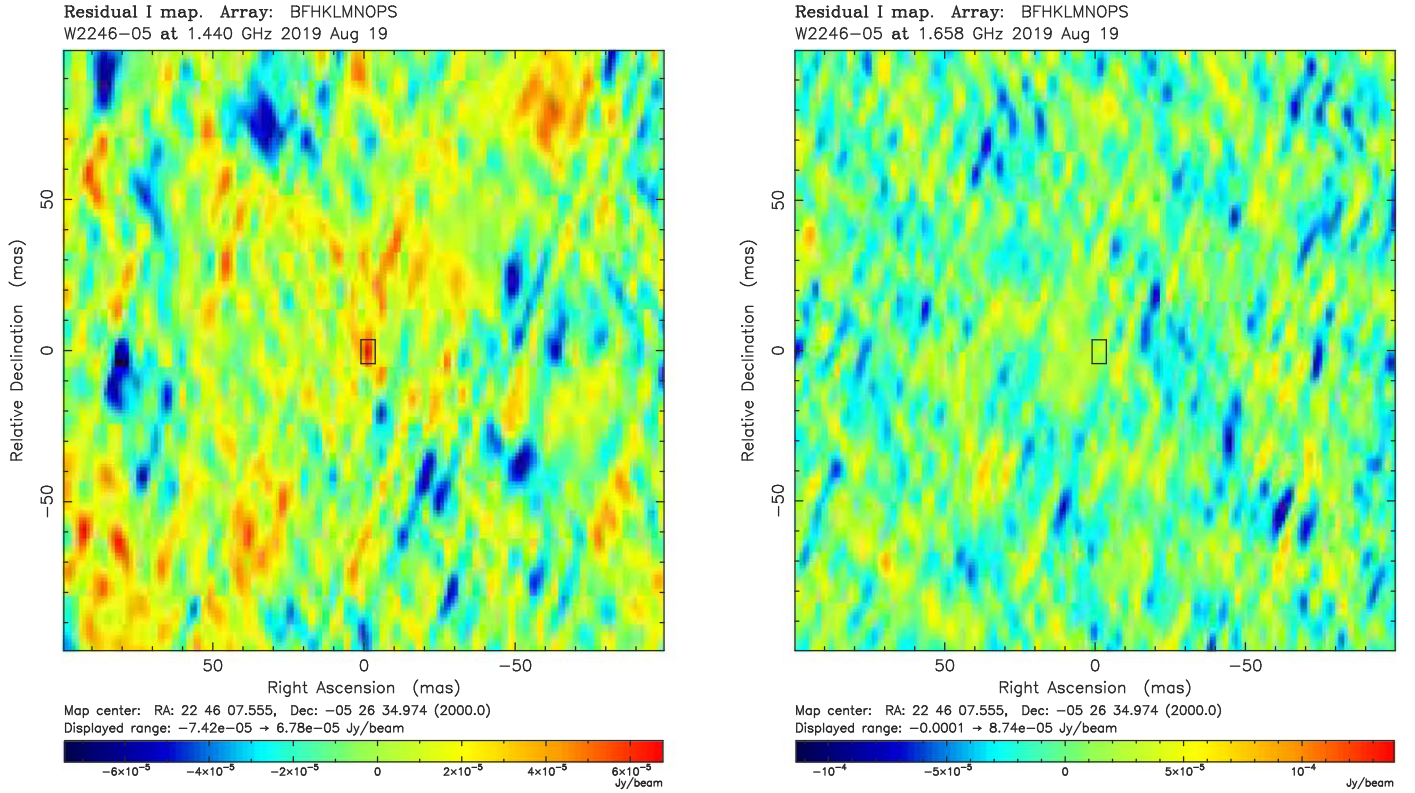 Residual I map.  Array:  BFHKLMNOPS
W2246−05 at 1.440 GHz 2019 Aug 19
Relative Declination  (mas)
50
0
−50
50
0
−50
Right Ascension  (mas)
Map center:  RA: 22 46 07.555,  Dec: −05 26 34.974 (2000.0)
Displayed range: −7.42e−05 → 6.78e−05 Jy/beam
−6×10⁻⁵
−4×10⁻⁵
−2×10⁻⁵
0
2×10⁻⁵
4×10⁻⁵
6×10⁻⁵
Jy/beam
Residual I map.  Array:  BFHKLMNOPS
W2246−05 at 1.658 GHz 2019 Aug 19
Relative Declination  (mas)
50
0
−50
50
0
−50
Right Ascension  (mas)
Map center:  RA: 22 46 07.555,  Dec: −05 26 34.974 (2000.0)
Displayed range: −0.0001 → 8.74e−05 Jy/beam
−10⁻⁴
−5×10⁻⁵
0
5×10⁻⁵
10⁻⁴
Jy/beam